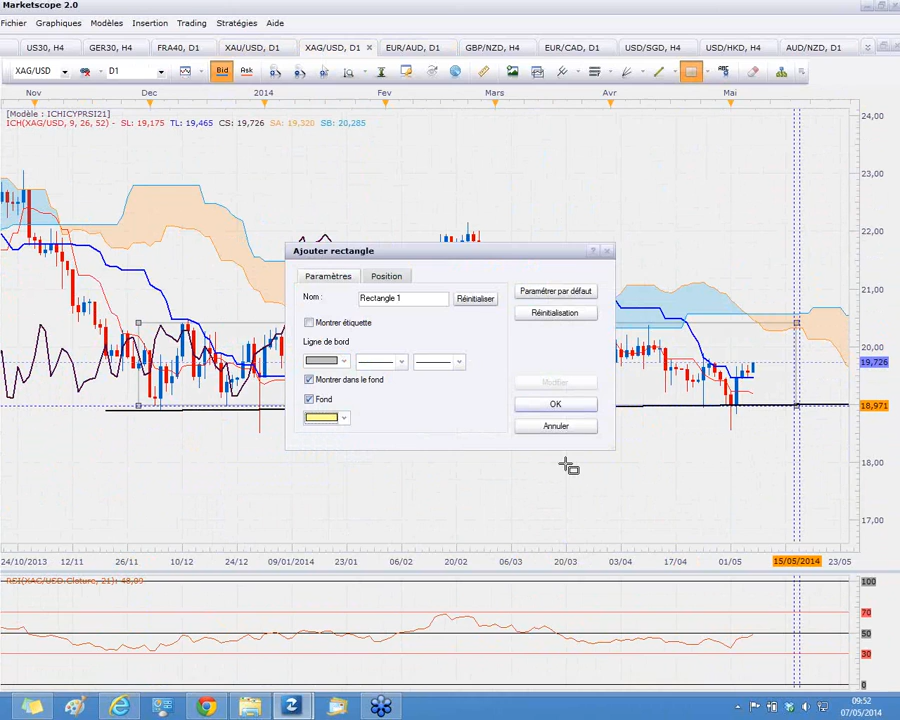 Marketscope 2.0
Fichier Graphiques Modèles Insertion Trading Stratégies Aide
US30, H4 GER30, H4 FRA40, D1 XAU/USD, D1 XAG/USD, D1 EUR/AUD, D1 GBP/NZD, H4 EUR/CAD, D1 USD/SGD, H4 USD/HKD, H4 AUD/NZD, D1
XAG/USD D1 Bid Ask
Nov Dec 2014 Fev Mars Avr Mai
[Modèle : ICHICYPRSI21]
ICH(XAG/USD, 9, 26, 52) - SL: 19,175 TL: 19,465 CS: 19,726 SA: 19,320 SB: 20,285
24,00
23,00
22,00
21,00
20,00
19,726
18,971
18,00
17,00
Ajouter rectangle
Paramètres Position
Nom : Rectangle 1 Réinitialiser
Montrer étiquette
Ligne de bord
Montrer dans le fond
Fond
Paramétrer par défaut
Réinitialisation
Modifier
OK
Annuler
24/10/2013 12/11 26/11 10/12 24/12 09/01/2014 23/01 06/02 20/02 06/03 20/03 03/04 17/04 01/05 15/05/2014 23/05
RSI(XAG/USD.Cloture, 21): 48,09
100
70
50
30
0
09:52
07/05/2014